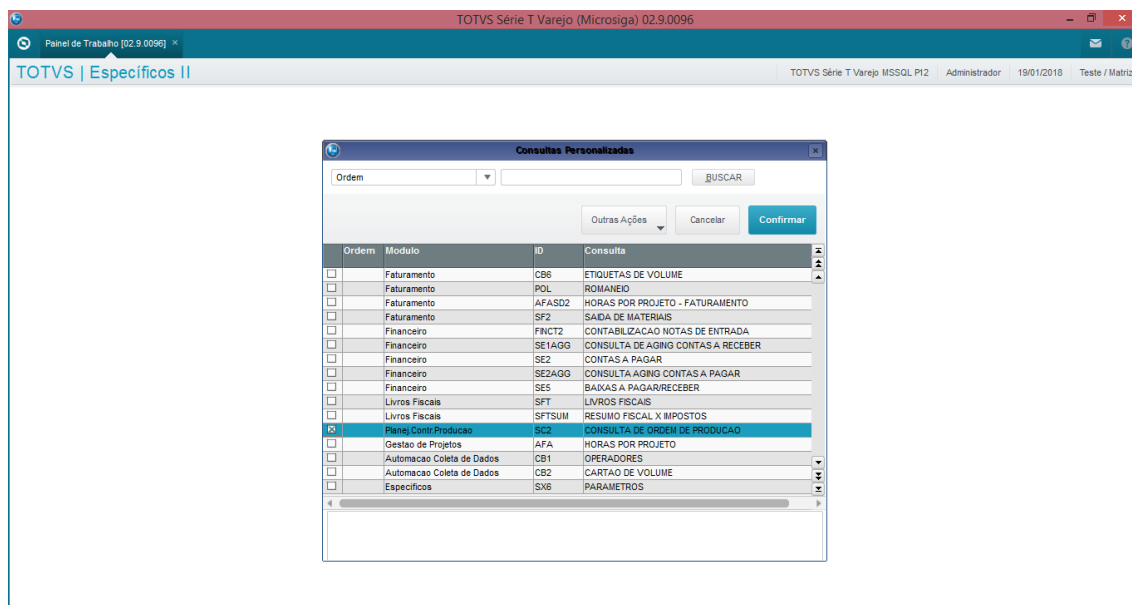 TOTVS Série T Varejo (Microsiga) 02.9.0096
Painel de Trabalho [02.9.0096] ×
TOTVS | Específicos II
TOTVS Série T Varejo MSSQL P12 Administrador 19/01/2018 Teste / Matriz
Consultas Personalizadas
Ordem BUSCAR
Outras Ações Cancelar Confirmar
Ordem Modulo ID Consulta
Faturamento CB6 ETIQUETAS DE VOLUME
Faturamento POL ROMANEIO
Faturamento AFASD2 HORAS POR PROJETO - FATURAMENTO
Faturamento SF2 SAIDA DE MATERIAIS
Financeiro FINCT2 CONTABILIZACAO NOTAS DE ENTRADA
Financeiro SE1AGG CONSULTA DE AGING CONTAS A RECEBER
Financeiro SE2 CONTAS A PAGAR
Financeiro SE2AGG CONSULTA AGING CONTAS A PAGAR
Financeiro SE5 BAIXAS A PAGAR/RECEBER
Livros Fiscais SFT LIVROS FISCAIS
Livros Fiscais SFTSUM RESUMO FISCAL X IMPOSTOS
Planej.Contr.Producao SC2 CONSULTA DE ORDEM DE PRODUCAO
Gestao de Projetos AFA HORAS POR PROJETO
Automacao Coleta de Dados CB1 OPERADORES
Automacao Coleta de Dados CB2 CARTAO DE VOLUME
Especificos SX6 PARAMETROS